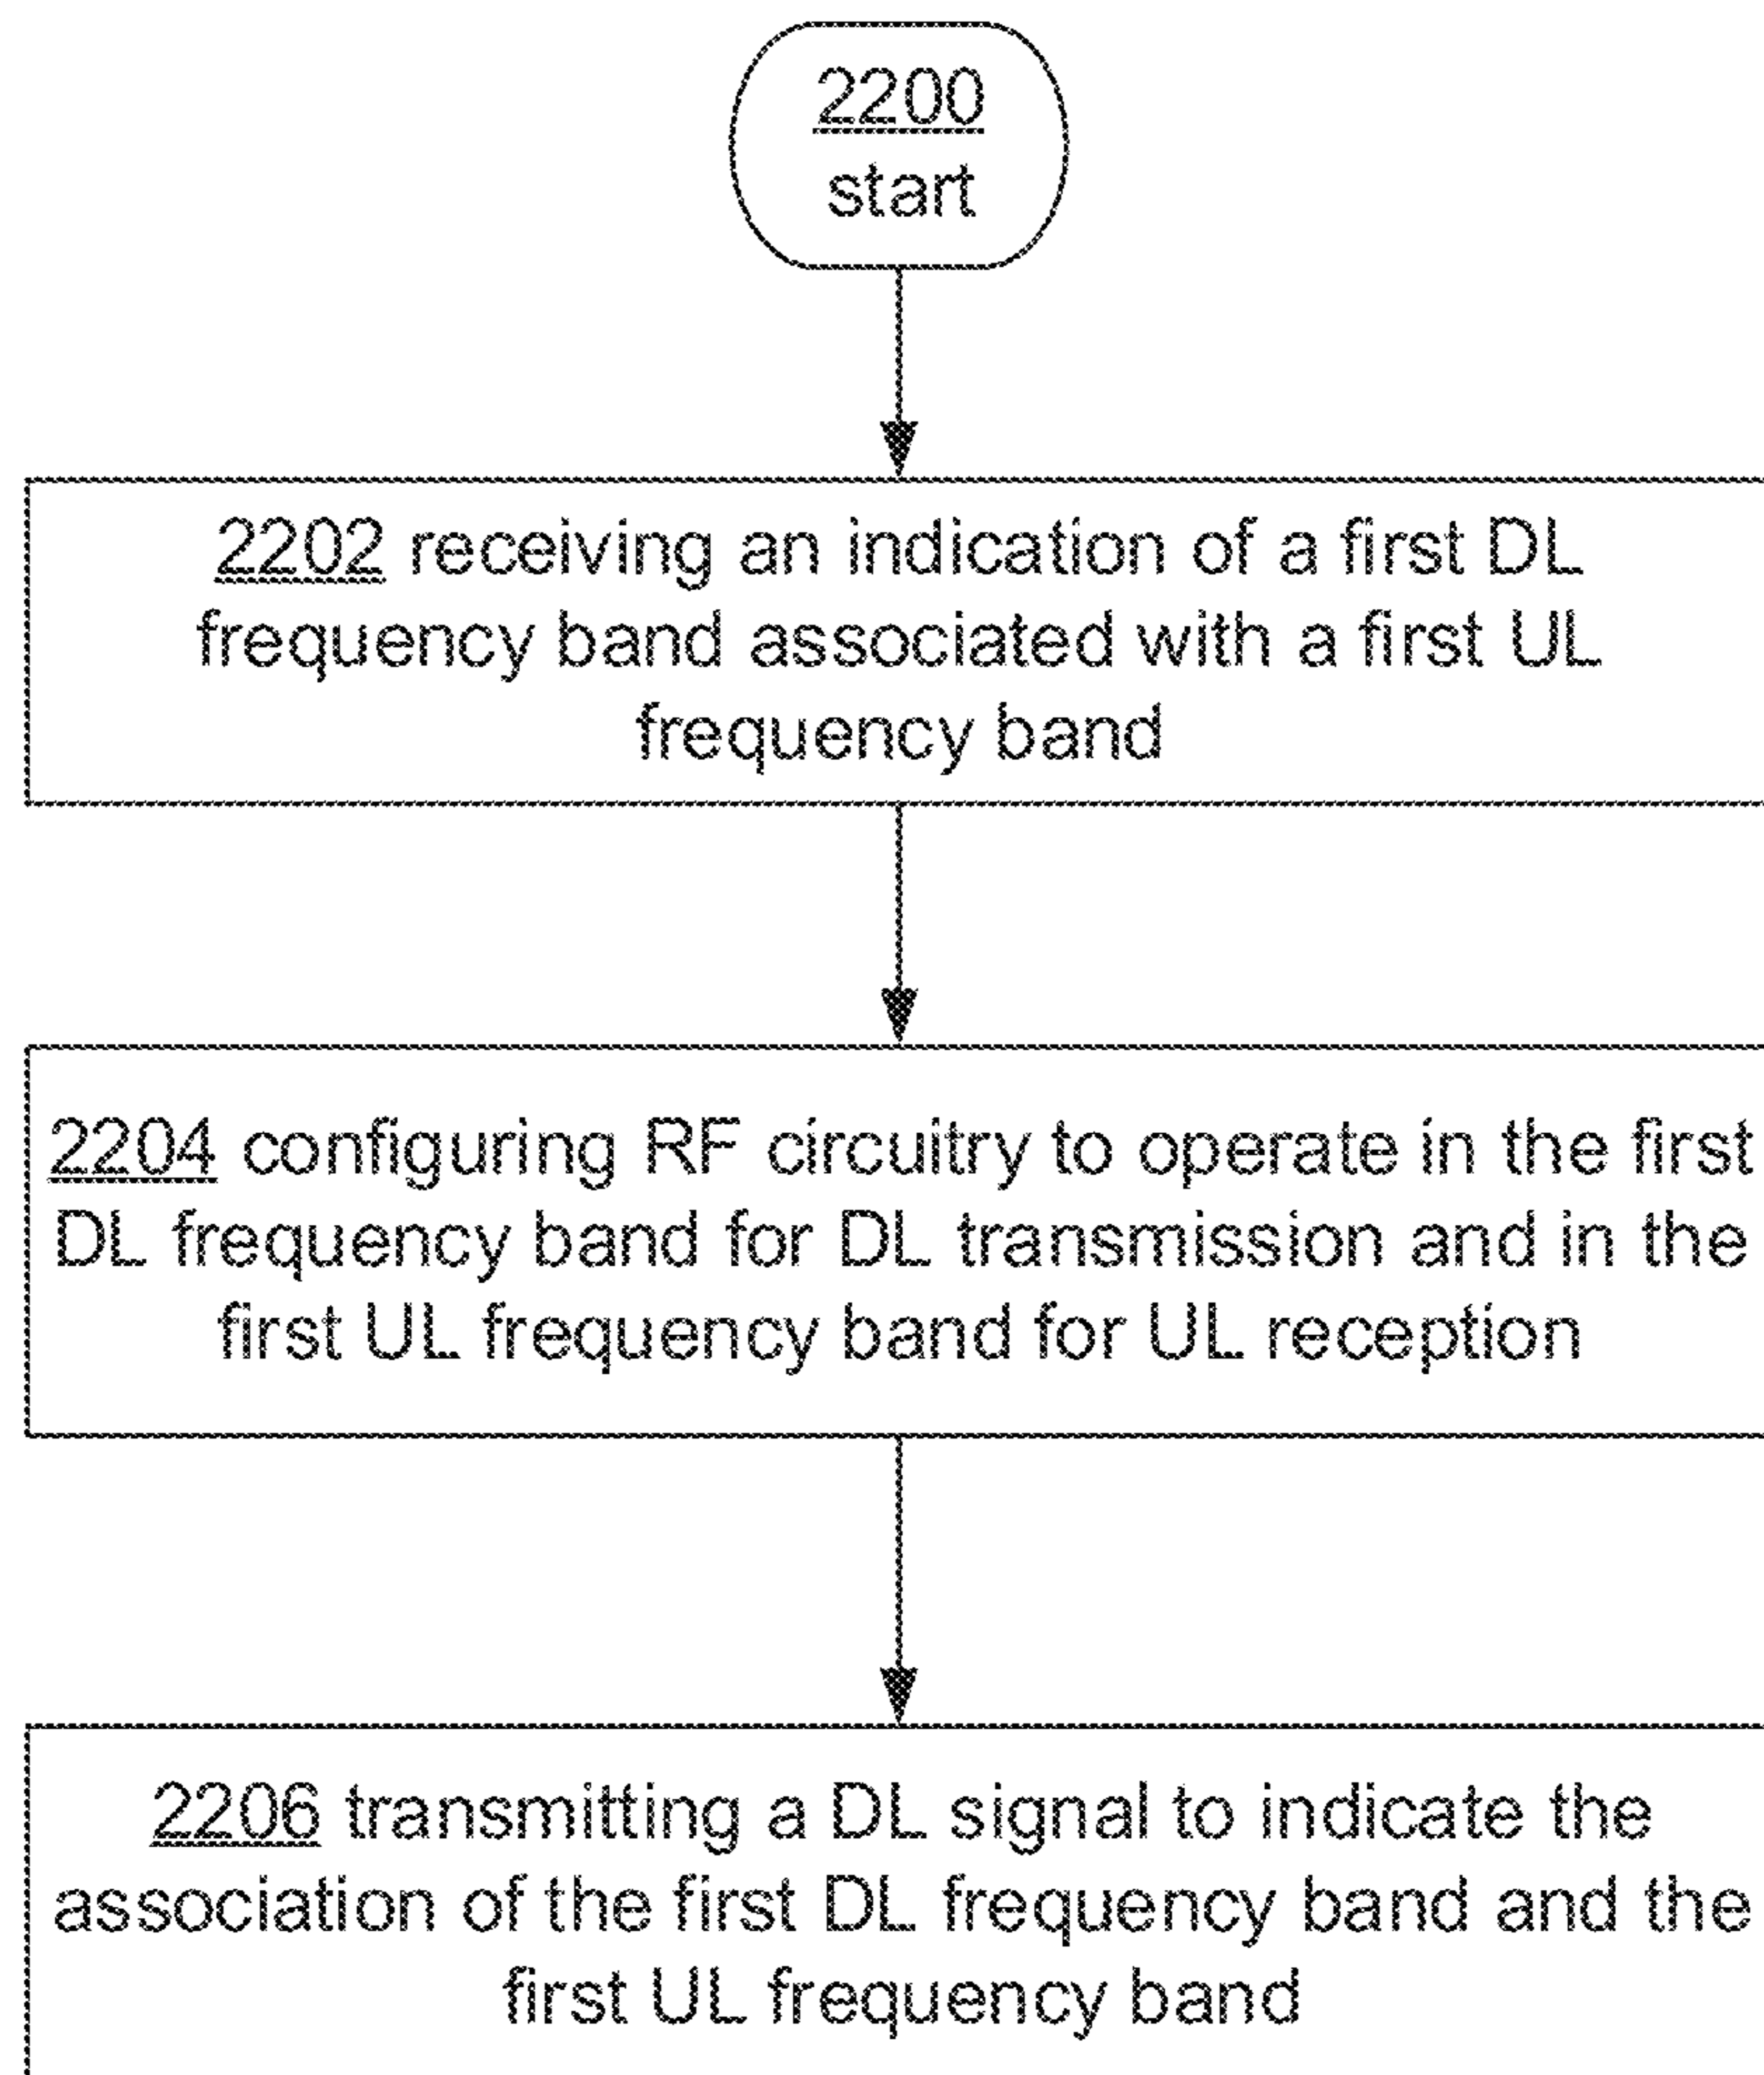 2200
start
2202 receiving an indication of a first DL
frequency band associated with a first UL
frequency band
2204 configuring RF circuitry to operate in the first
DL frequency band for DL transmission and in the
first UL frequency band for UL reception
2206 transmitting a DL signal to indicate the
association of the first DL frequency band and the
first UL frequency band